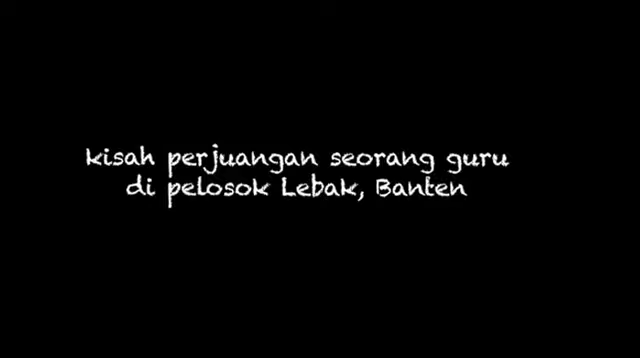 kisah perjuangan seorang guru
di pelosok Lebak, Banten